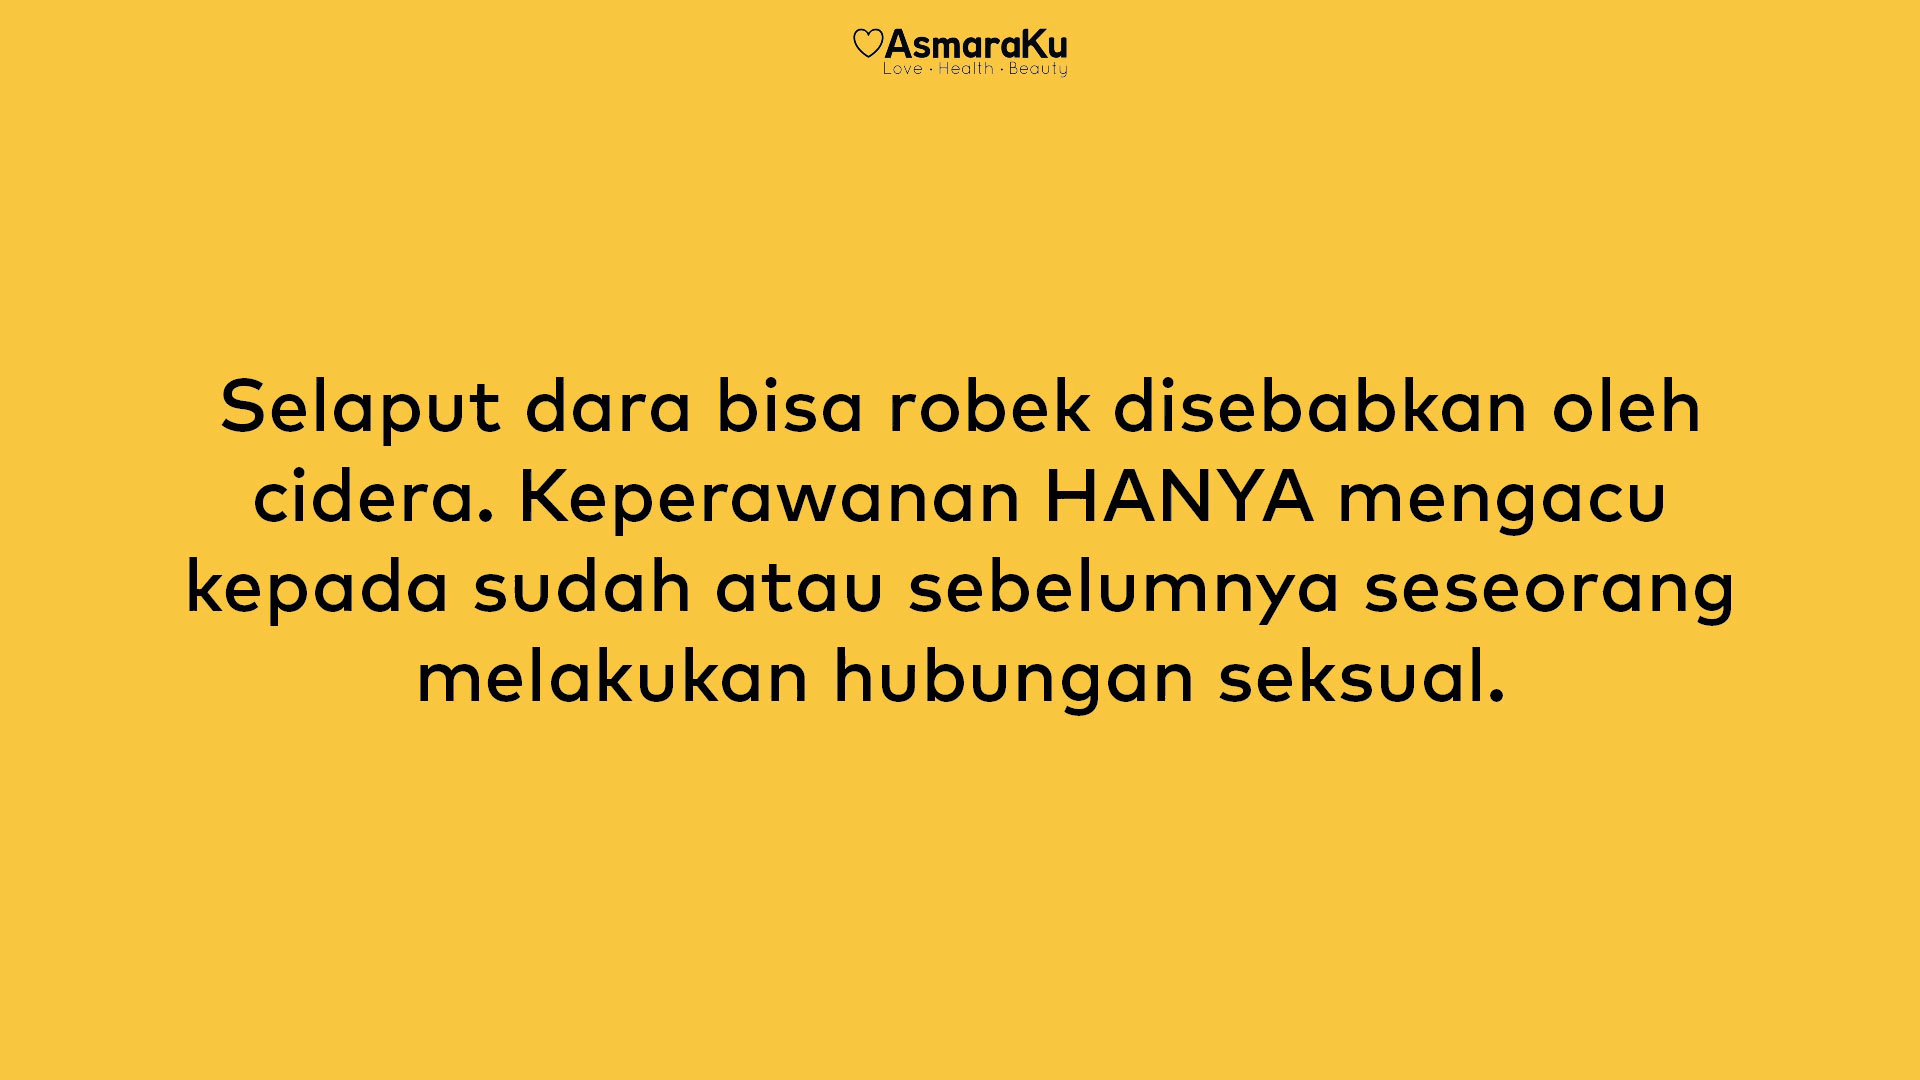 AsmaraKu
Love · Health · Beauty
Selaput dara bisa robek disebabkan oleh
cidera. Keperawanan HANYA mengacu
kepada sudah atau sebelumnya seseorang
melakukan hubungan seksual.